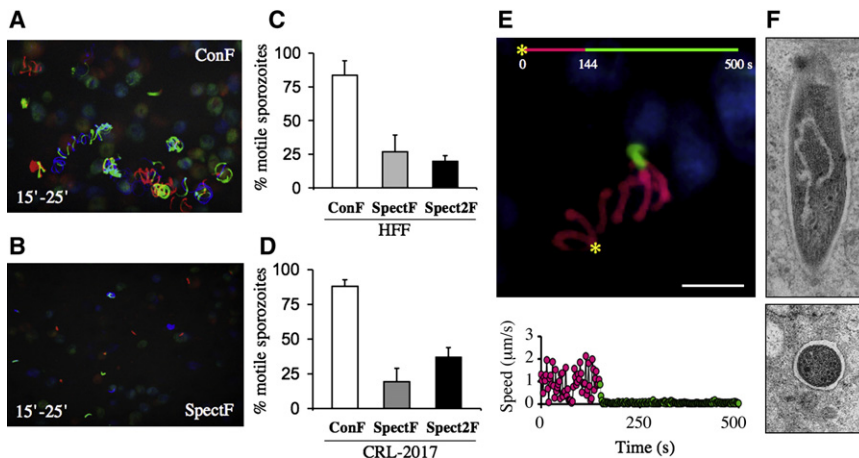 A
ConF
15'-25'
B
15'-25'
SpectF
C
% motile sporozoites
100
75
50
25
0
ConF SpectF Spect2F
HFF
D
% motile sporozoites
100
75
50
25
0
ConF SpectF Spect2F
CRL-2017
E
*
0 144 500 s
*
Speed (μm/s)
3
2
1
0
0 250 500
Time (s)
F